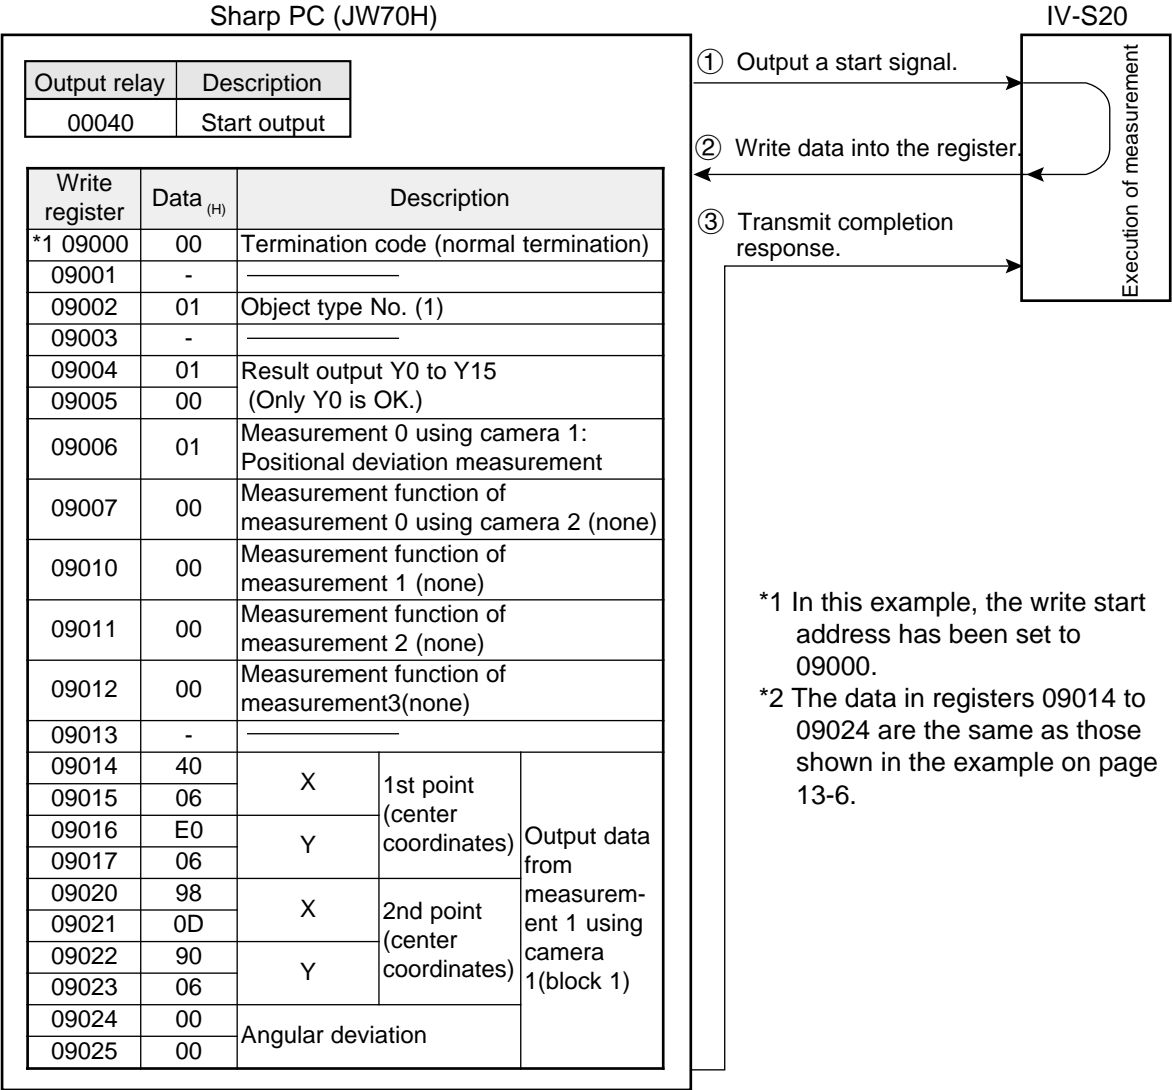 Sharp PC (JW70H)
IV-S20
Output relay Description
00040 Start output
① Output a start signal.
② Write data into the register.
③ Transmit completion
response.
Execution of measurement
Write
register
Data (H)
Description
*1 09000 00 Termination code (normal termination)
09001 -
09002 01 Object type No. (1)
09003 -
09004 01 Result output Y0 to Y15
09005 00 (Only Y0 is OK.)
09006 01 Measurement 0 using camera 1:
Positional deviation measurement
09007 00 Measurement function of
measurement 0 using camera 2 (none)
09010 00 Measurement function of
measurement 1 (none)
09011 00 Measurement function of
measurement 2 (none)
09012 00 Measurement function of
measurement3(none)
09013 -
09014 40
09015 06
X
09016 E0
09017 06
Y
1st point
(center
coordinates)
09020 98
09021 0D
X
09022 90
09023 06
Y
2nd point
(center
coordinates)
09024 00
09025 00
Angular deviation
Output data
from
measurem-
ent 1 using
camera
1(block 1)
*1 In this example, the write start
address has been set to
09000.
*2 The data in registers 09014 to
09024 are the same as those
shown in the example on page
13-6.